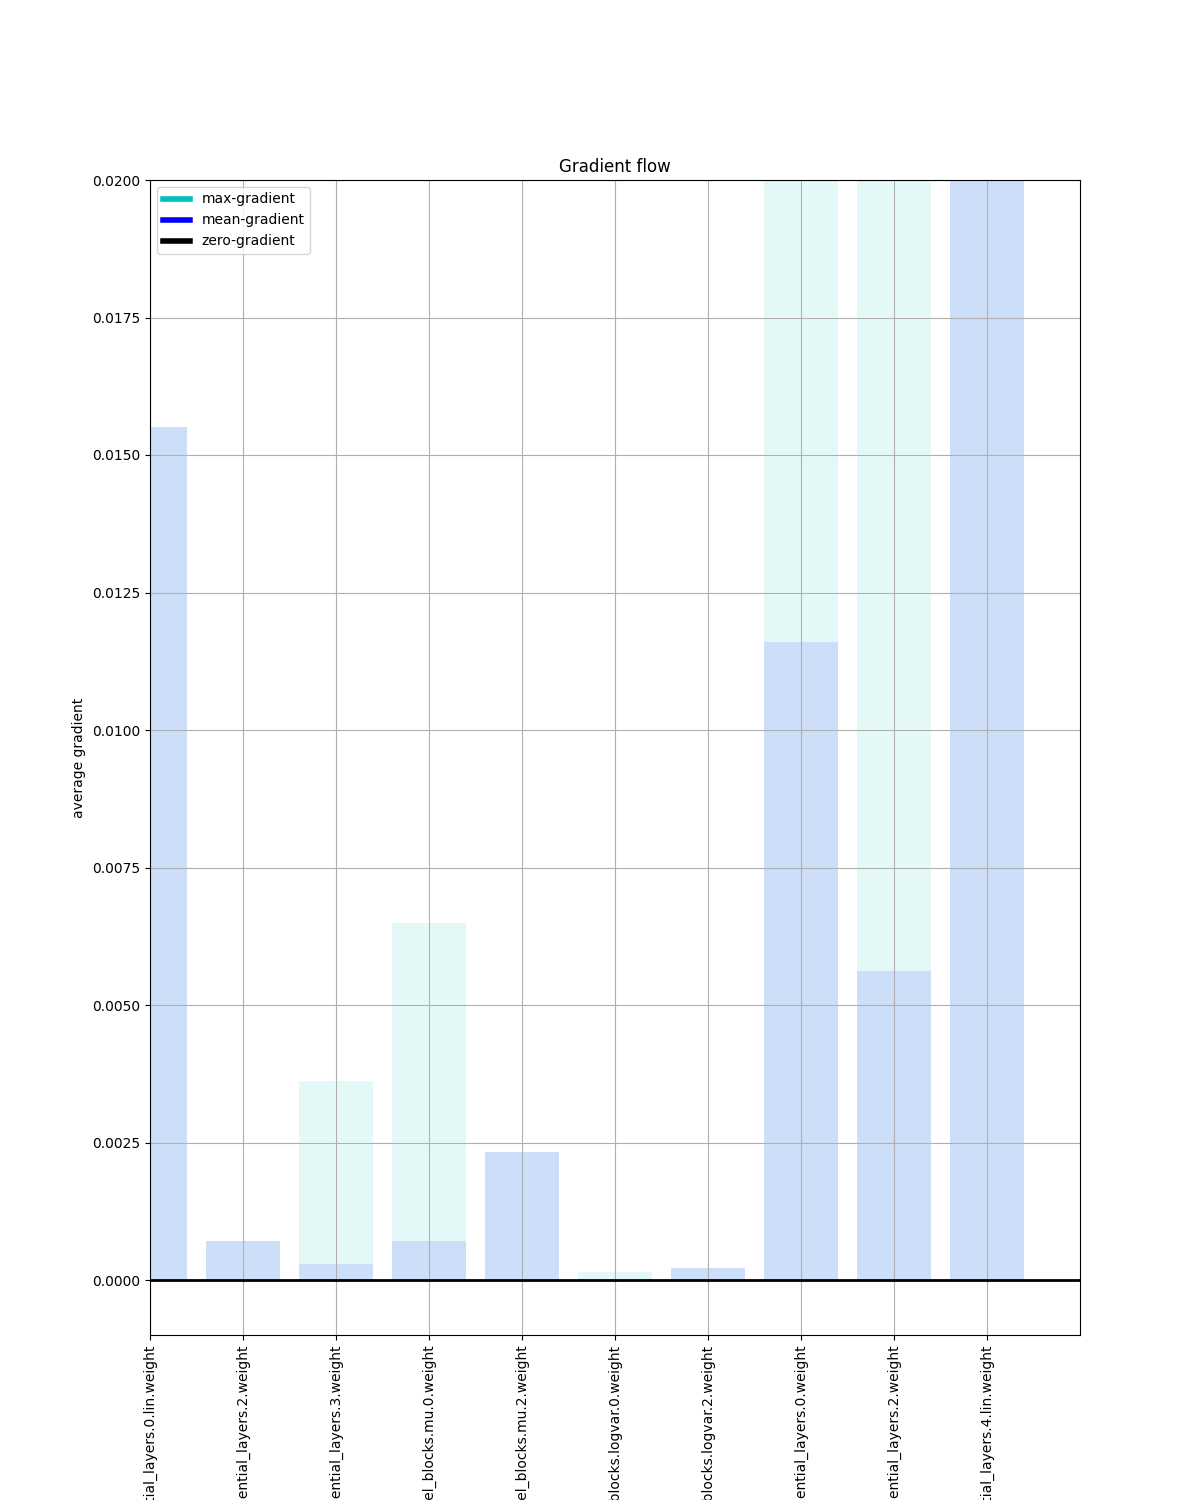 Gradient flow
max-gradient
mean-gradient
zero-gradient
0.0200
0.0175
0.0150
0.0125
0.0100
0.0075
0.0050
0.0025
0.0000
average gradient
tial_layers.0.lin.weight
ential_layers.2.weight
ential_layers.3.weight
el_blocks.mu.0.weight
el_blocks.mu.2.weight
blocks.logvar.0.weight
blocks.logvar.2.weight
ential_layers.0.weight
ential_layers.2.weight
tial_layers.4.lin.weight